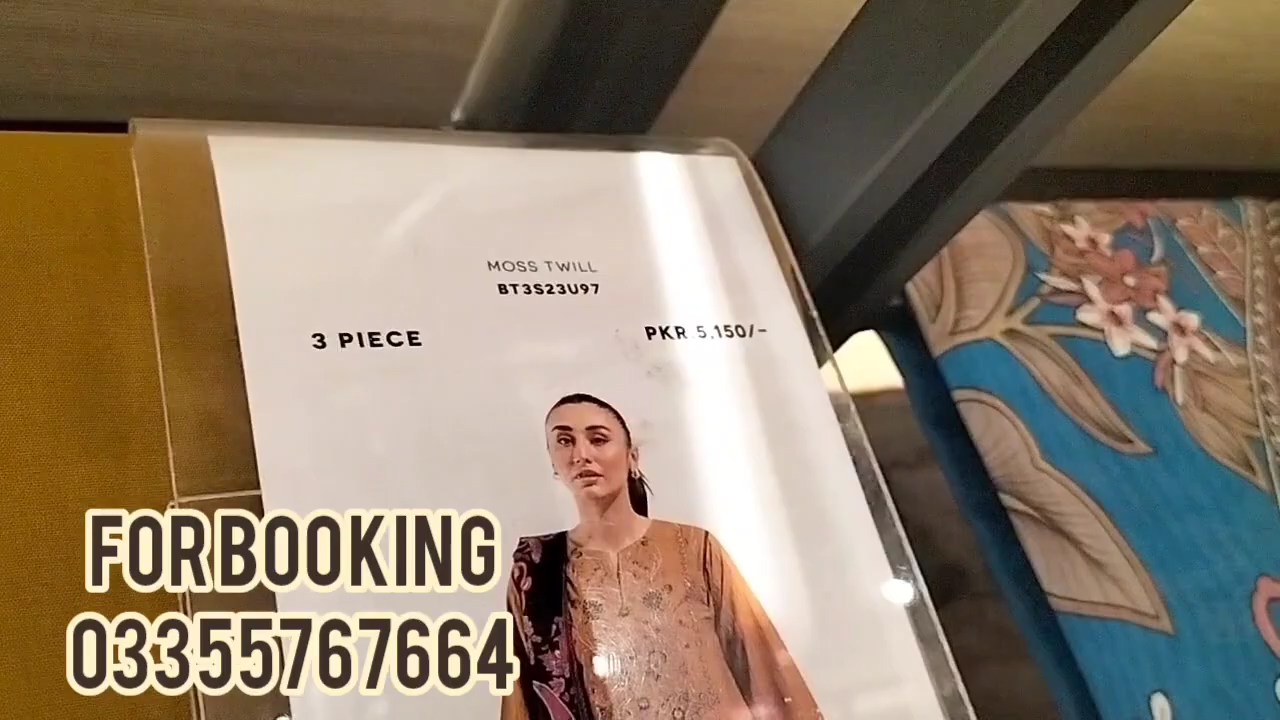 MOSS TWILL
BT3S23U97
3 PIECE
PKR 5,150/-
FOR BOOKING
03355767664